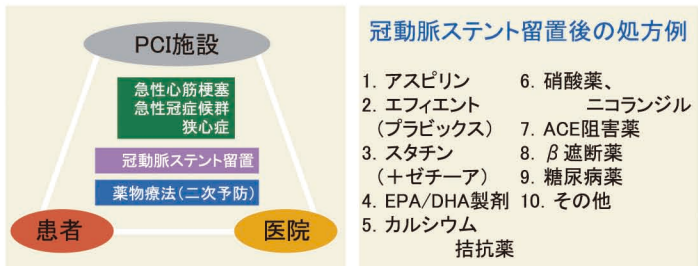 PCI施設
急性心筋梗塞
急性冠症候群
狭心症
冠動脈ステント留置
薬物療法(二次予防)
患者
医院
冠動脈ステント留置後の処方例
1. アスピリン
2. エフィエント
(プラビックス)
3. スタチン
(+ゼチーア)
4. EPA/DHA製剤
5. カルシウム
拮抗薬
6. 硝酸薬、
ニコランジル
7. ACE阻害薬
8. β遮断薬
9. 糖尿病薬
10. その他